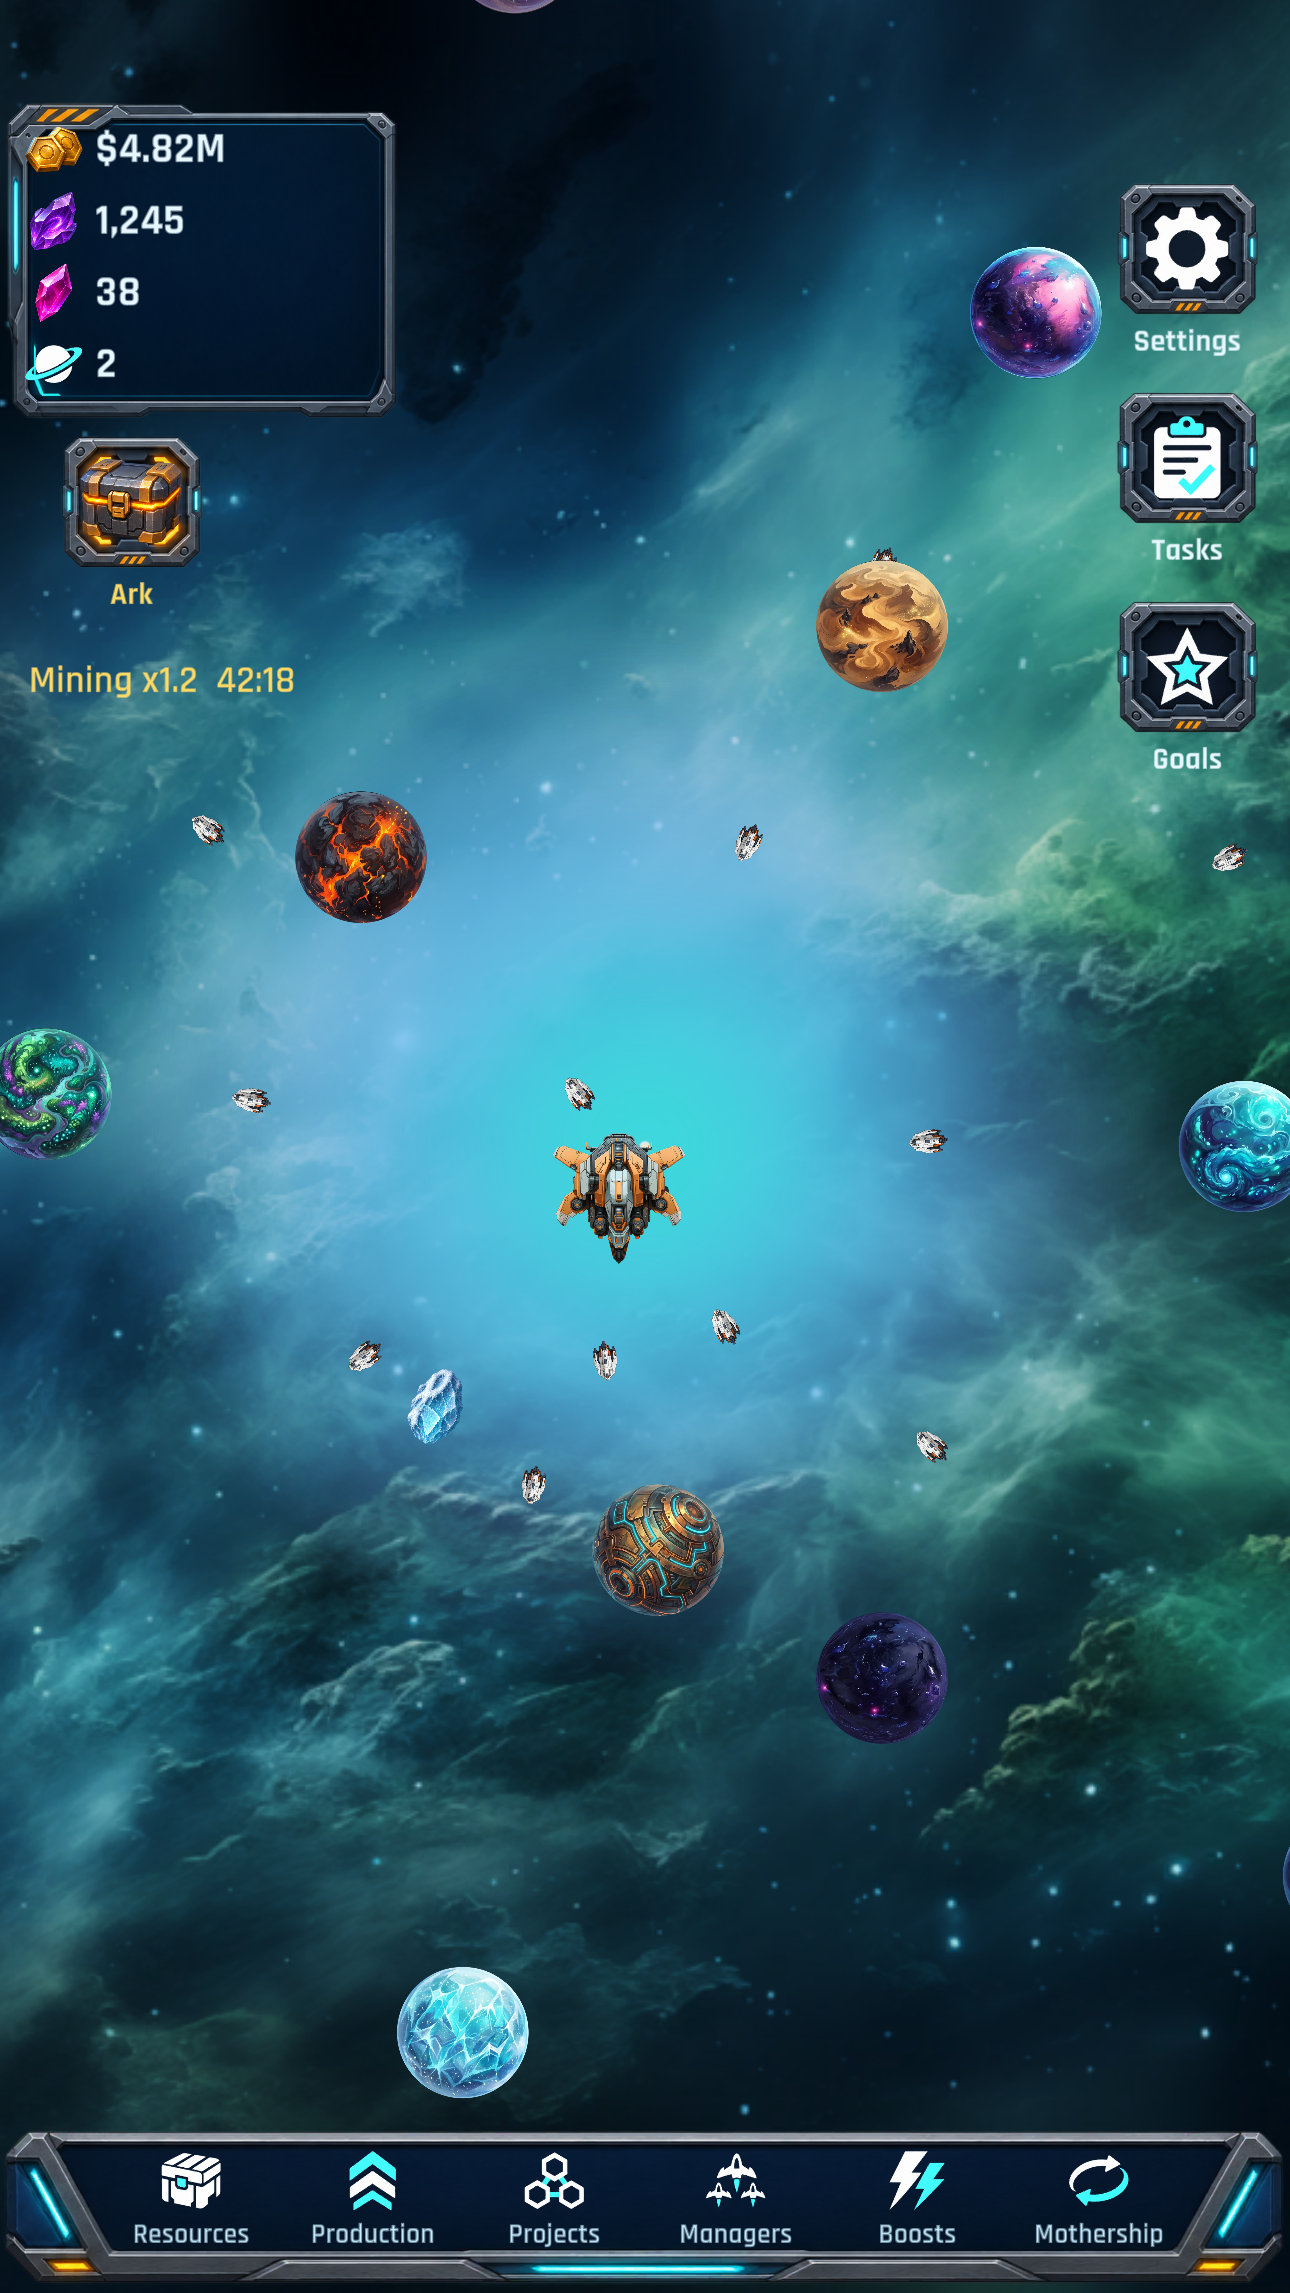 $4.82M
1,245
38
2
Settings
Tasks
Ark
Mining x1.2 42:18
Goals
Resources Production Projects Managers Boosts Mothership